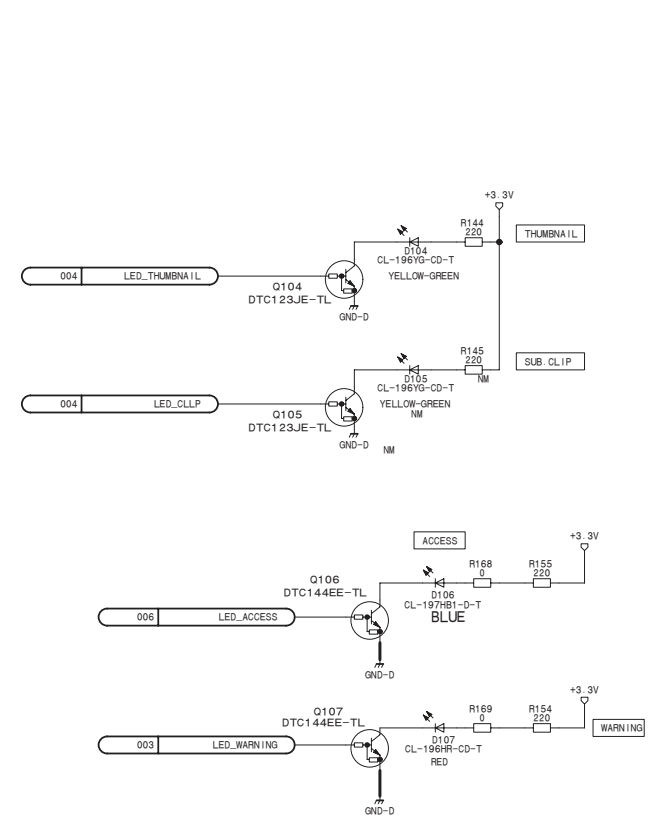 +3.3V
R144
220
THUMBNAIL
D104
CL-196YG-CD-T
YELLOW-GREEN
004 LED_THUMBNAIL
Q104
DTC123JE-TL
GND-D
R145
220
NM
SUB.CLIP
D105
CL-196YG-CD-T
YELLOW-GREEN
NM
004 LED_CLLP
Q105
DTC123JE-TL
GND-D
NM
ACCESS
+3.3V
R168
0
R155
220
Q106
DTC144EE-TL
D106
CL-197HB1-D-T
BLUE
006 LED_ACCESS
GND-D
+3.3V
R169
0
R154
220
WARNING
Q107
DTC144EE-TL
D107
CL-196HR-CD-T
RED
003 LED_WARNING
GND-D